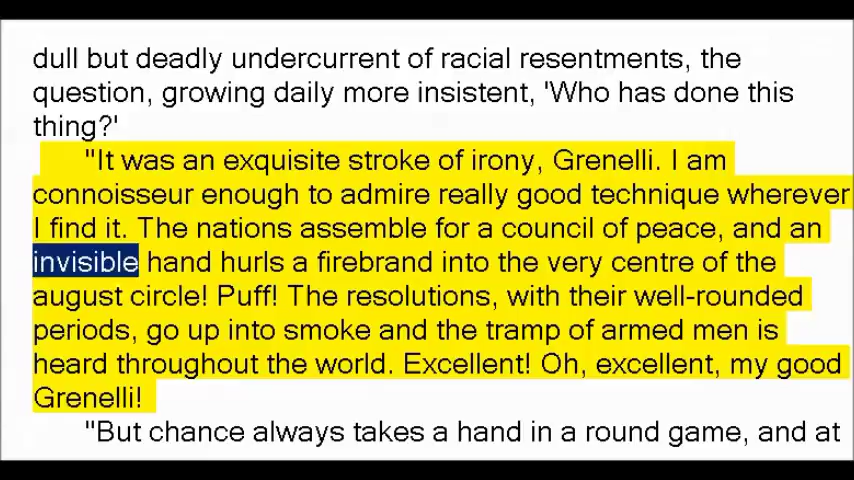 dull but deadly undercurrent of racial resentments, the
question, growing daily more insistent, 'Who has done this
thing?'
"It was an exquisite stroke of irony, Grenelli. I am
connoisseur enough to admire really good technique wherever
I find it. The nations assemble for a council of peace, and an
invisible hand hurls a firebrand into the very centre of the
august circle! Puff! The resolutions, with their well-rounded
periods, go up into smoke and the tramp of armed men is
heard throughout the world. Excellent! Oh, excellent, my good
Grenelli!
"But chance always takes a hand in a round game, and at